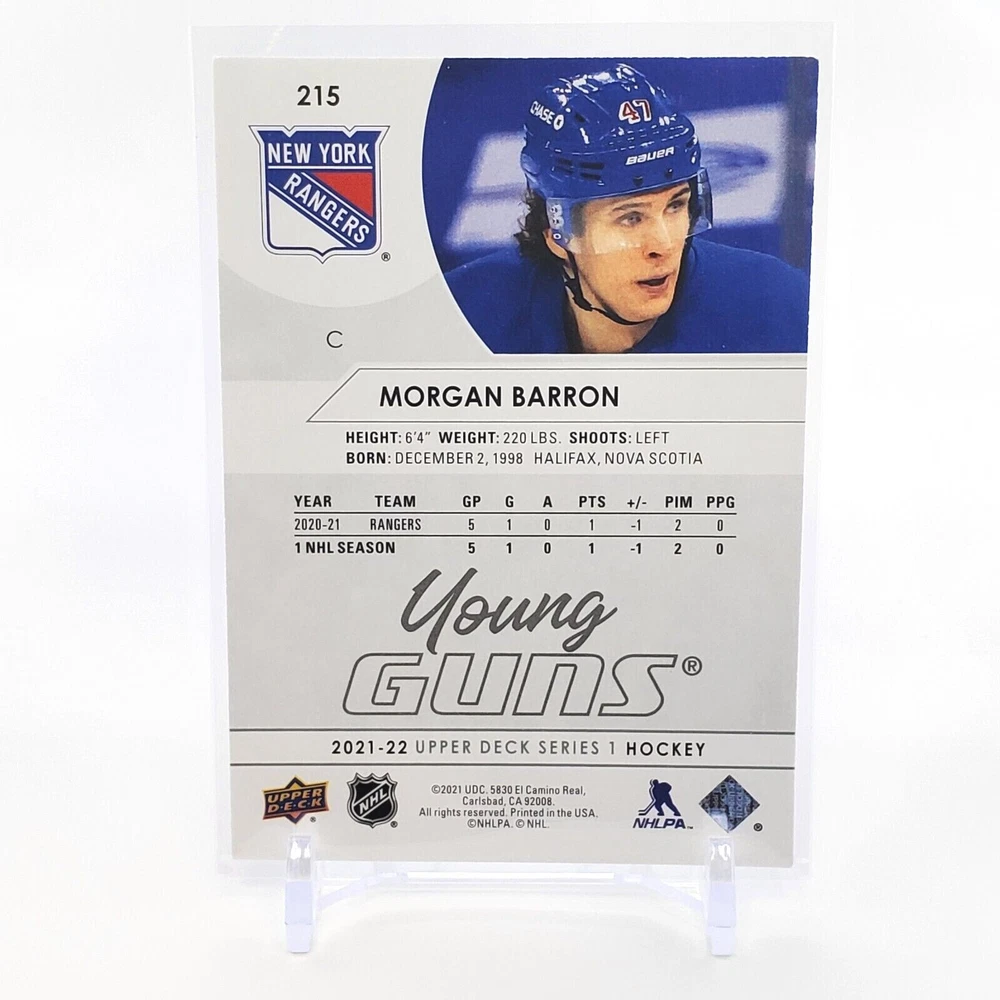 215
NEW YORK
RANGERS
®
CHASE
47
BAUER
C
MORGAN BARRON
HEIGHT: 6'4" WEIGHT: 220 LBS. SHOOTS: LEFT
BORN: DECEMBER 2, 1998 HALIFAX, NOVA SCOTIA
YEAR TEAM GP G A PTS +/- PIM PPG
2020-21 RANGERS 5 1 0 1 -1 2 0
1 NHL SEASON 5 1 0 1 -1 2 0
Young
GUNS®
2021-22 UPPER DECK SERIES 1 HOCKEY
UPPER
D·E·C·K
®
NHL
®
©2021 UDC. 5830 El Camino Real,
Carlsbad, CA 92008.
All rights reserved. Printed in the USA.
©NHLPA. © NHL.
NHLPA™
®